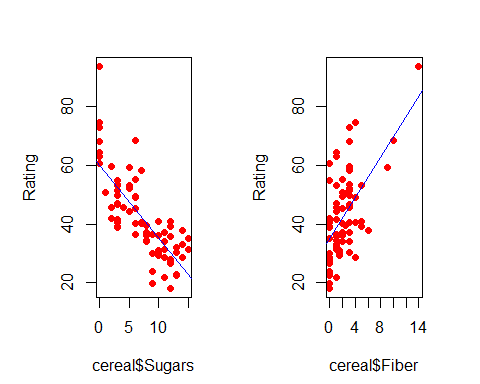 Rating
20 40 60 80
0 5 10
cereal$Sugars
Rating
20 40 60 80
0 4 8 14
cereal$Fiber